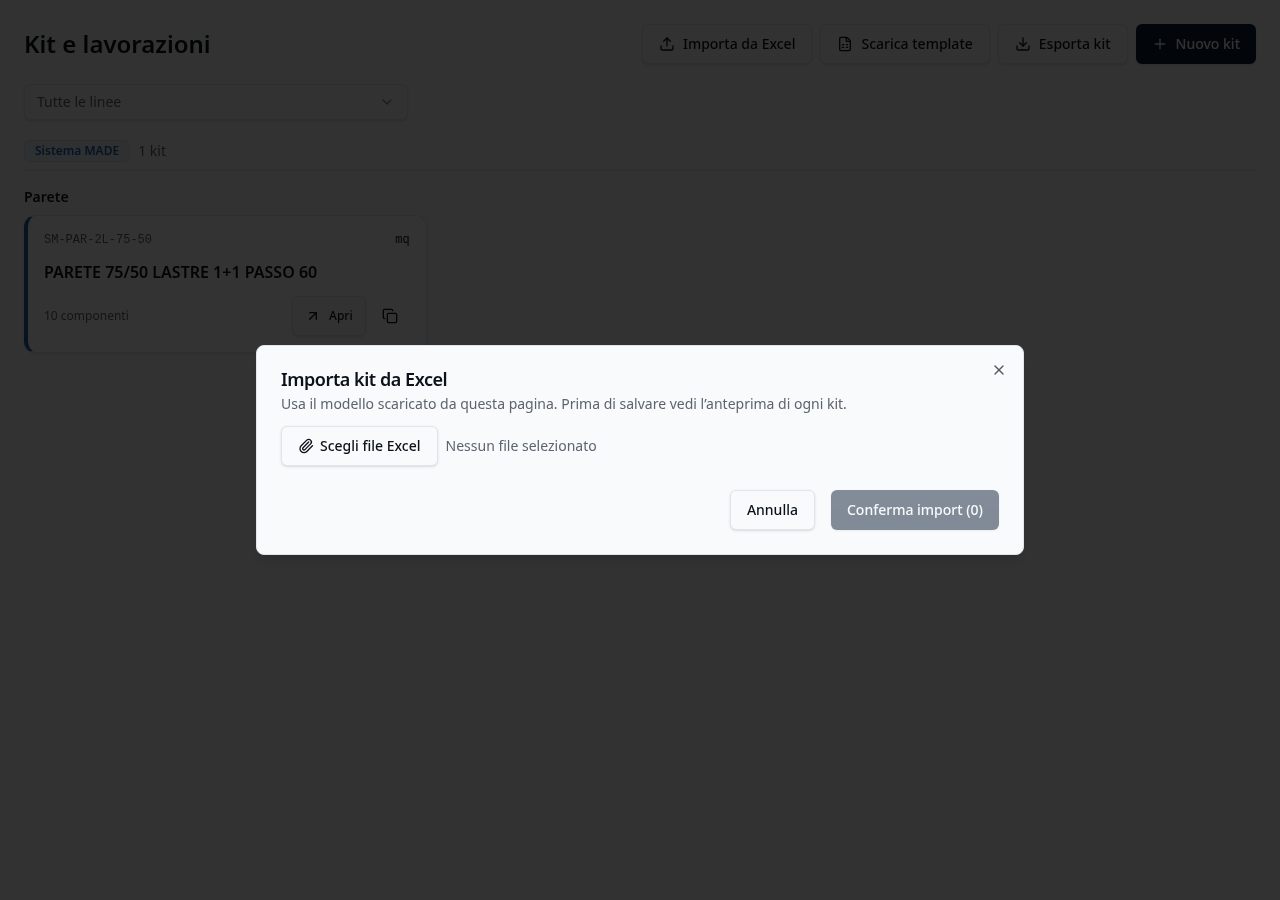 Kit e lavorazioni
Importa da Excel
Scarica template
Esporta kit
Nuovo kit
Tutte le linee
Sistema MADE
1 kit
Parete
SM-PAR-2L-75-50
mq
PARETE 75/50 LASTRE 1+1 PASSO 60
10 componenti
Apri
Importa kit da Excel
Usa il modello scaricato da questa pagina. Prima di salvare vedi l’anteprima di ogni kit.
Scegli file Excel
Nessun file selezionato
Annulla
Conferma import (0)